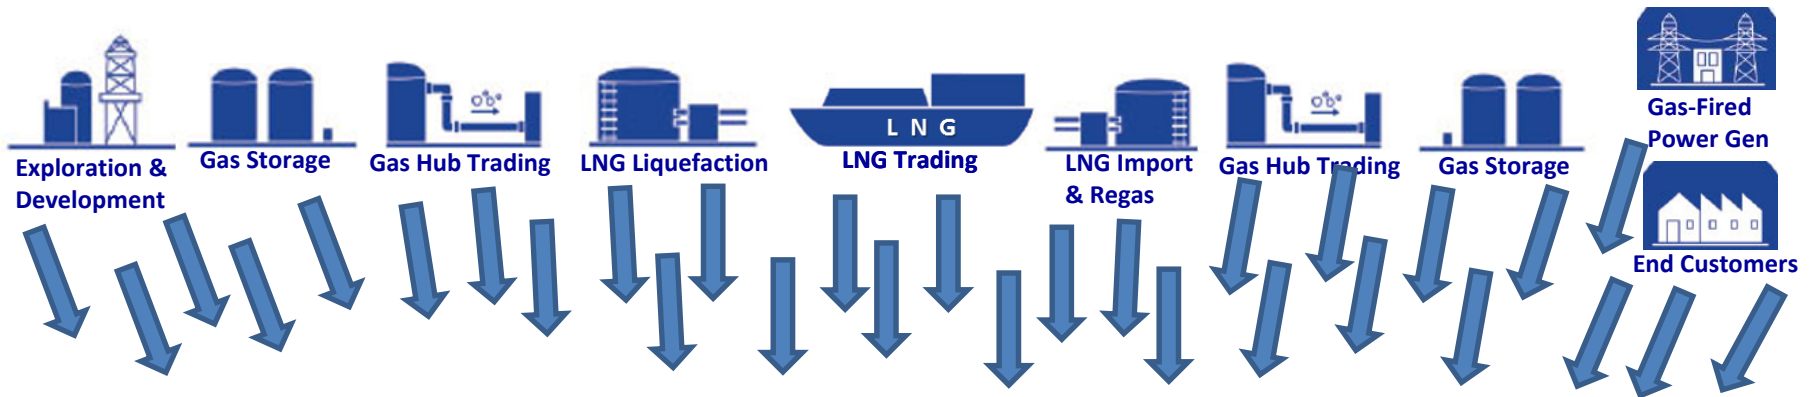 Exploration &
Development
Gas Storage
Gas Hub Trading
LNG Liquefaction
L N G
LNG Trading
LNG Import
& Regas
Gas Hub Trading
Gas Storage
Gas-Fired
Power Gen
End Customers